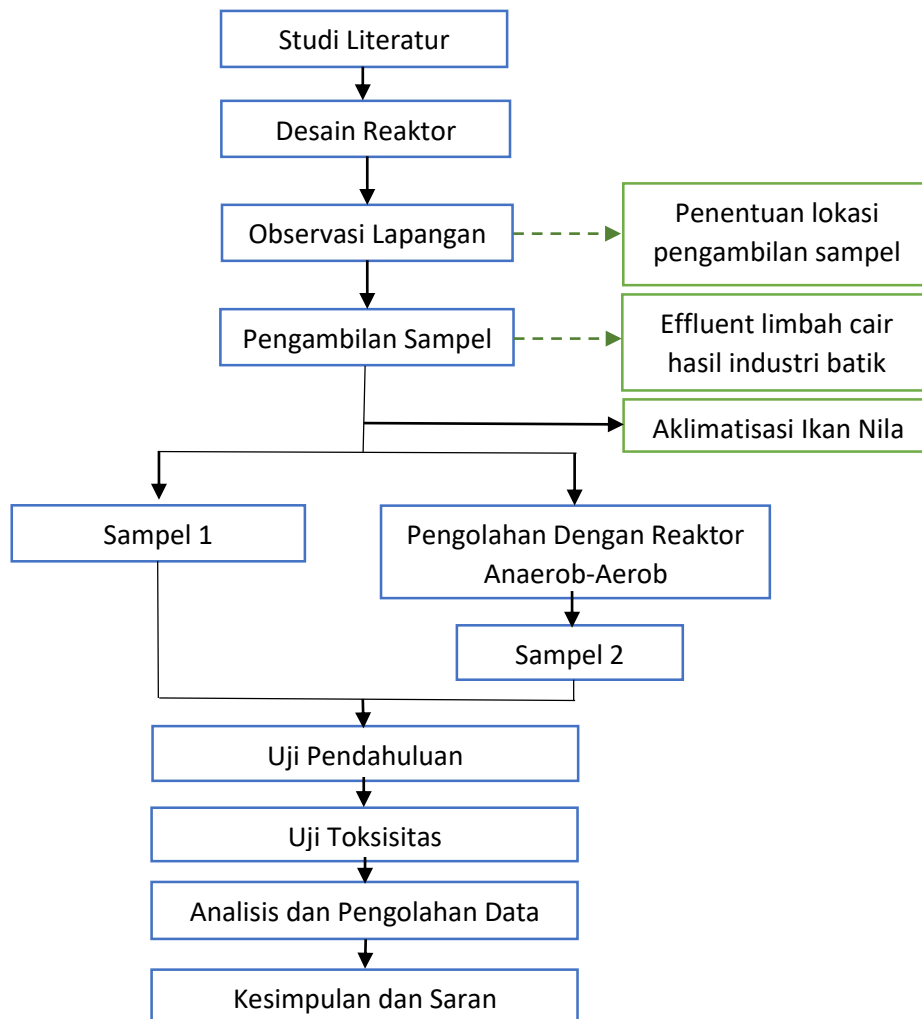 Studi Literatur
Desain Reaktor
Observasi Lapangan
Penentuan lokasi
pengambilan sampel
Pengambilan Sampel
Effluent limbah cair
hasil industri batik
Aklimatisasi Ikan Nila
Sampel 1
Pengolahan Dengan Reaktor
Anaerob-Aerob
Sampel 2
Uji Pendahuluan
Uji Toksisitas
Analisis dan Pengolahan Data
Kesimpulan dan Saran